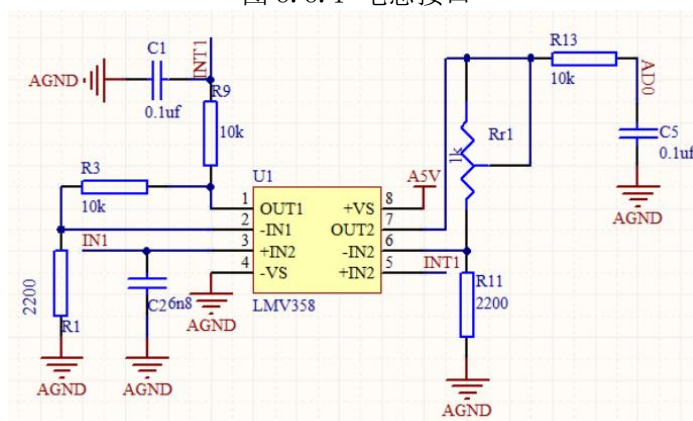 C1
INT1
AGND
0.1uf
R9
10k
R3
10k
U1
1 OUT1
2 -IN1
3 +IN2
4 -VS
+VS 8
OUT2 7
-IN2 6
+IN2 5
LMV358
IN1
2200
R1
C2 6n8
AGND
AGND
AGND
A5V
INT1
Rr1
1k
R13
10k
AD0
C5
0.1uf
AGND
R11
2200
AGND